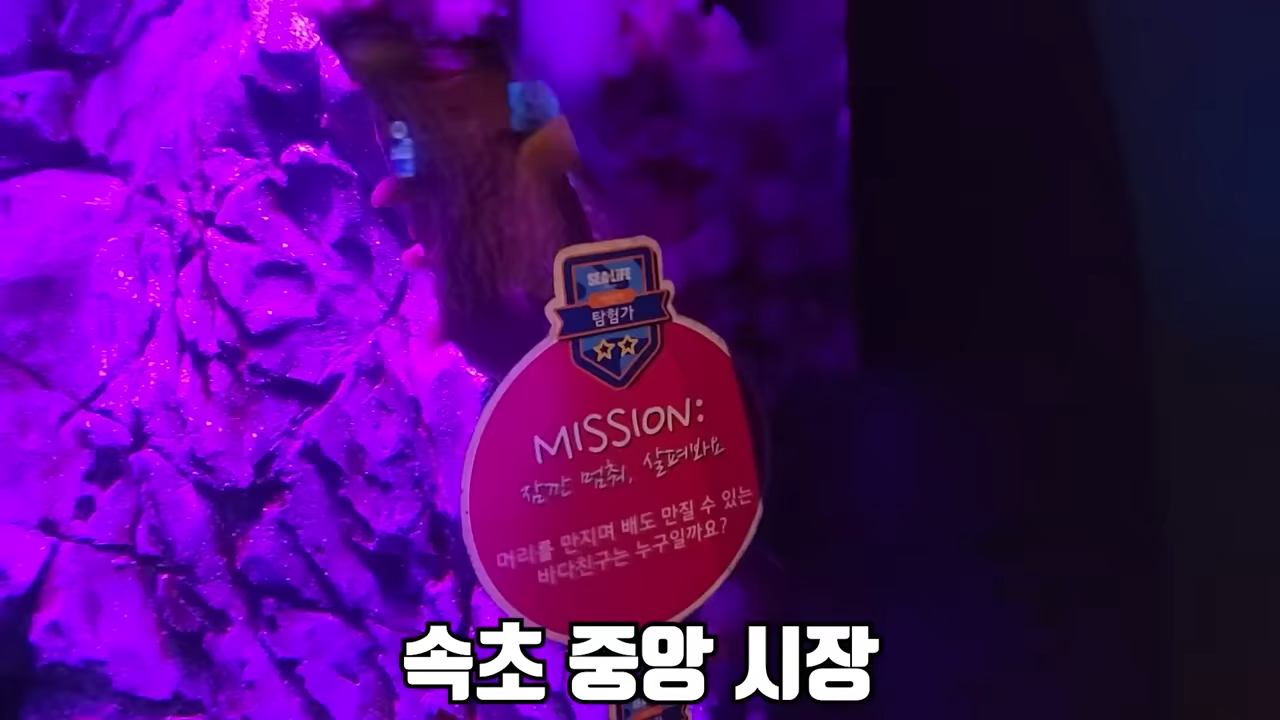 SEA LIFE
탐험가
MISSION:
잠깐 멈춰, 살펴봐요
머리를 만지며 배도 만질 수 있는
바다친구는 누구일까요?
속초 중앙 시장